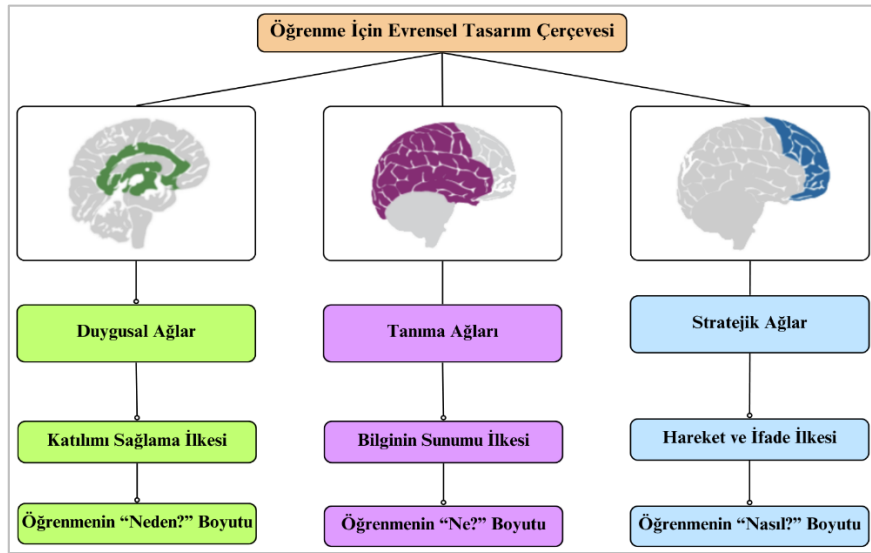 Öğrenme İçin Evrensel Tasarım Çerçevesi
Duygusal Ağlar
Tanıma Ağları
Stratejik Ağlar
Katılımı Sağlama İlkesi
Bilginin Sunumu İlkesi
Hareket ve İfade İlkesi
Öğrenmenin “Neden?” Boyutu
Öğrenmenin “Ne?” Boyutu
Öğrenmenin “Nasıl?” Boyutu